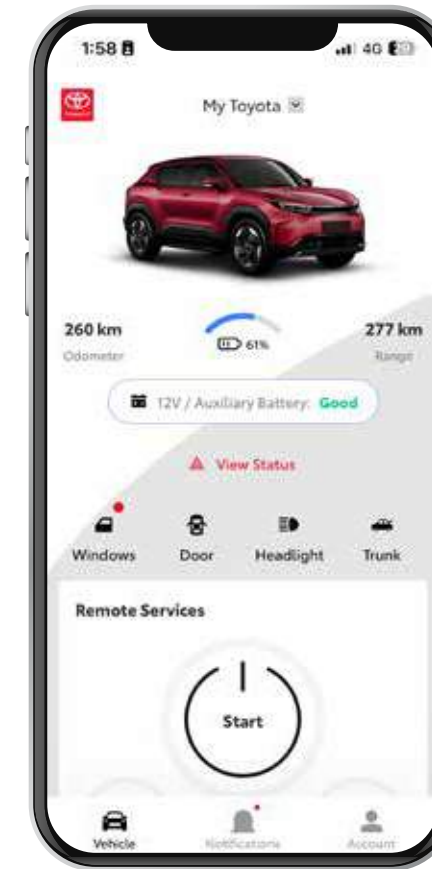 1:58
4G
My Toyota
260 km
Odometer
61%
277 km
Range
12V / Auxiliary Battery: Good
View Status
Windows
Door
Headlight
Trunk
Remote Services
Start
Vehicle
Notifications
Account